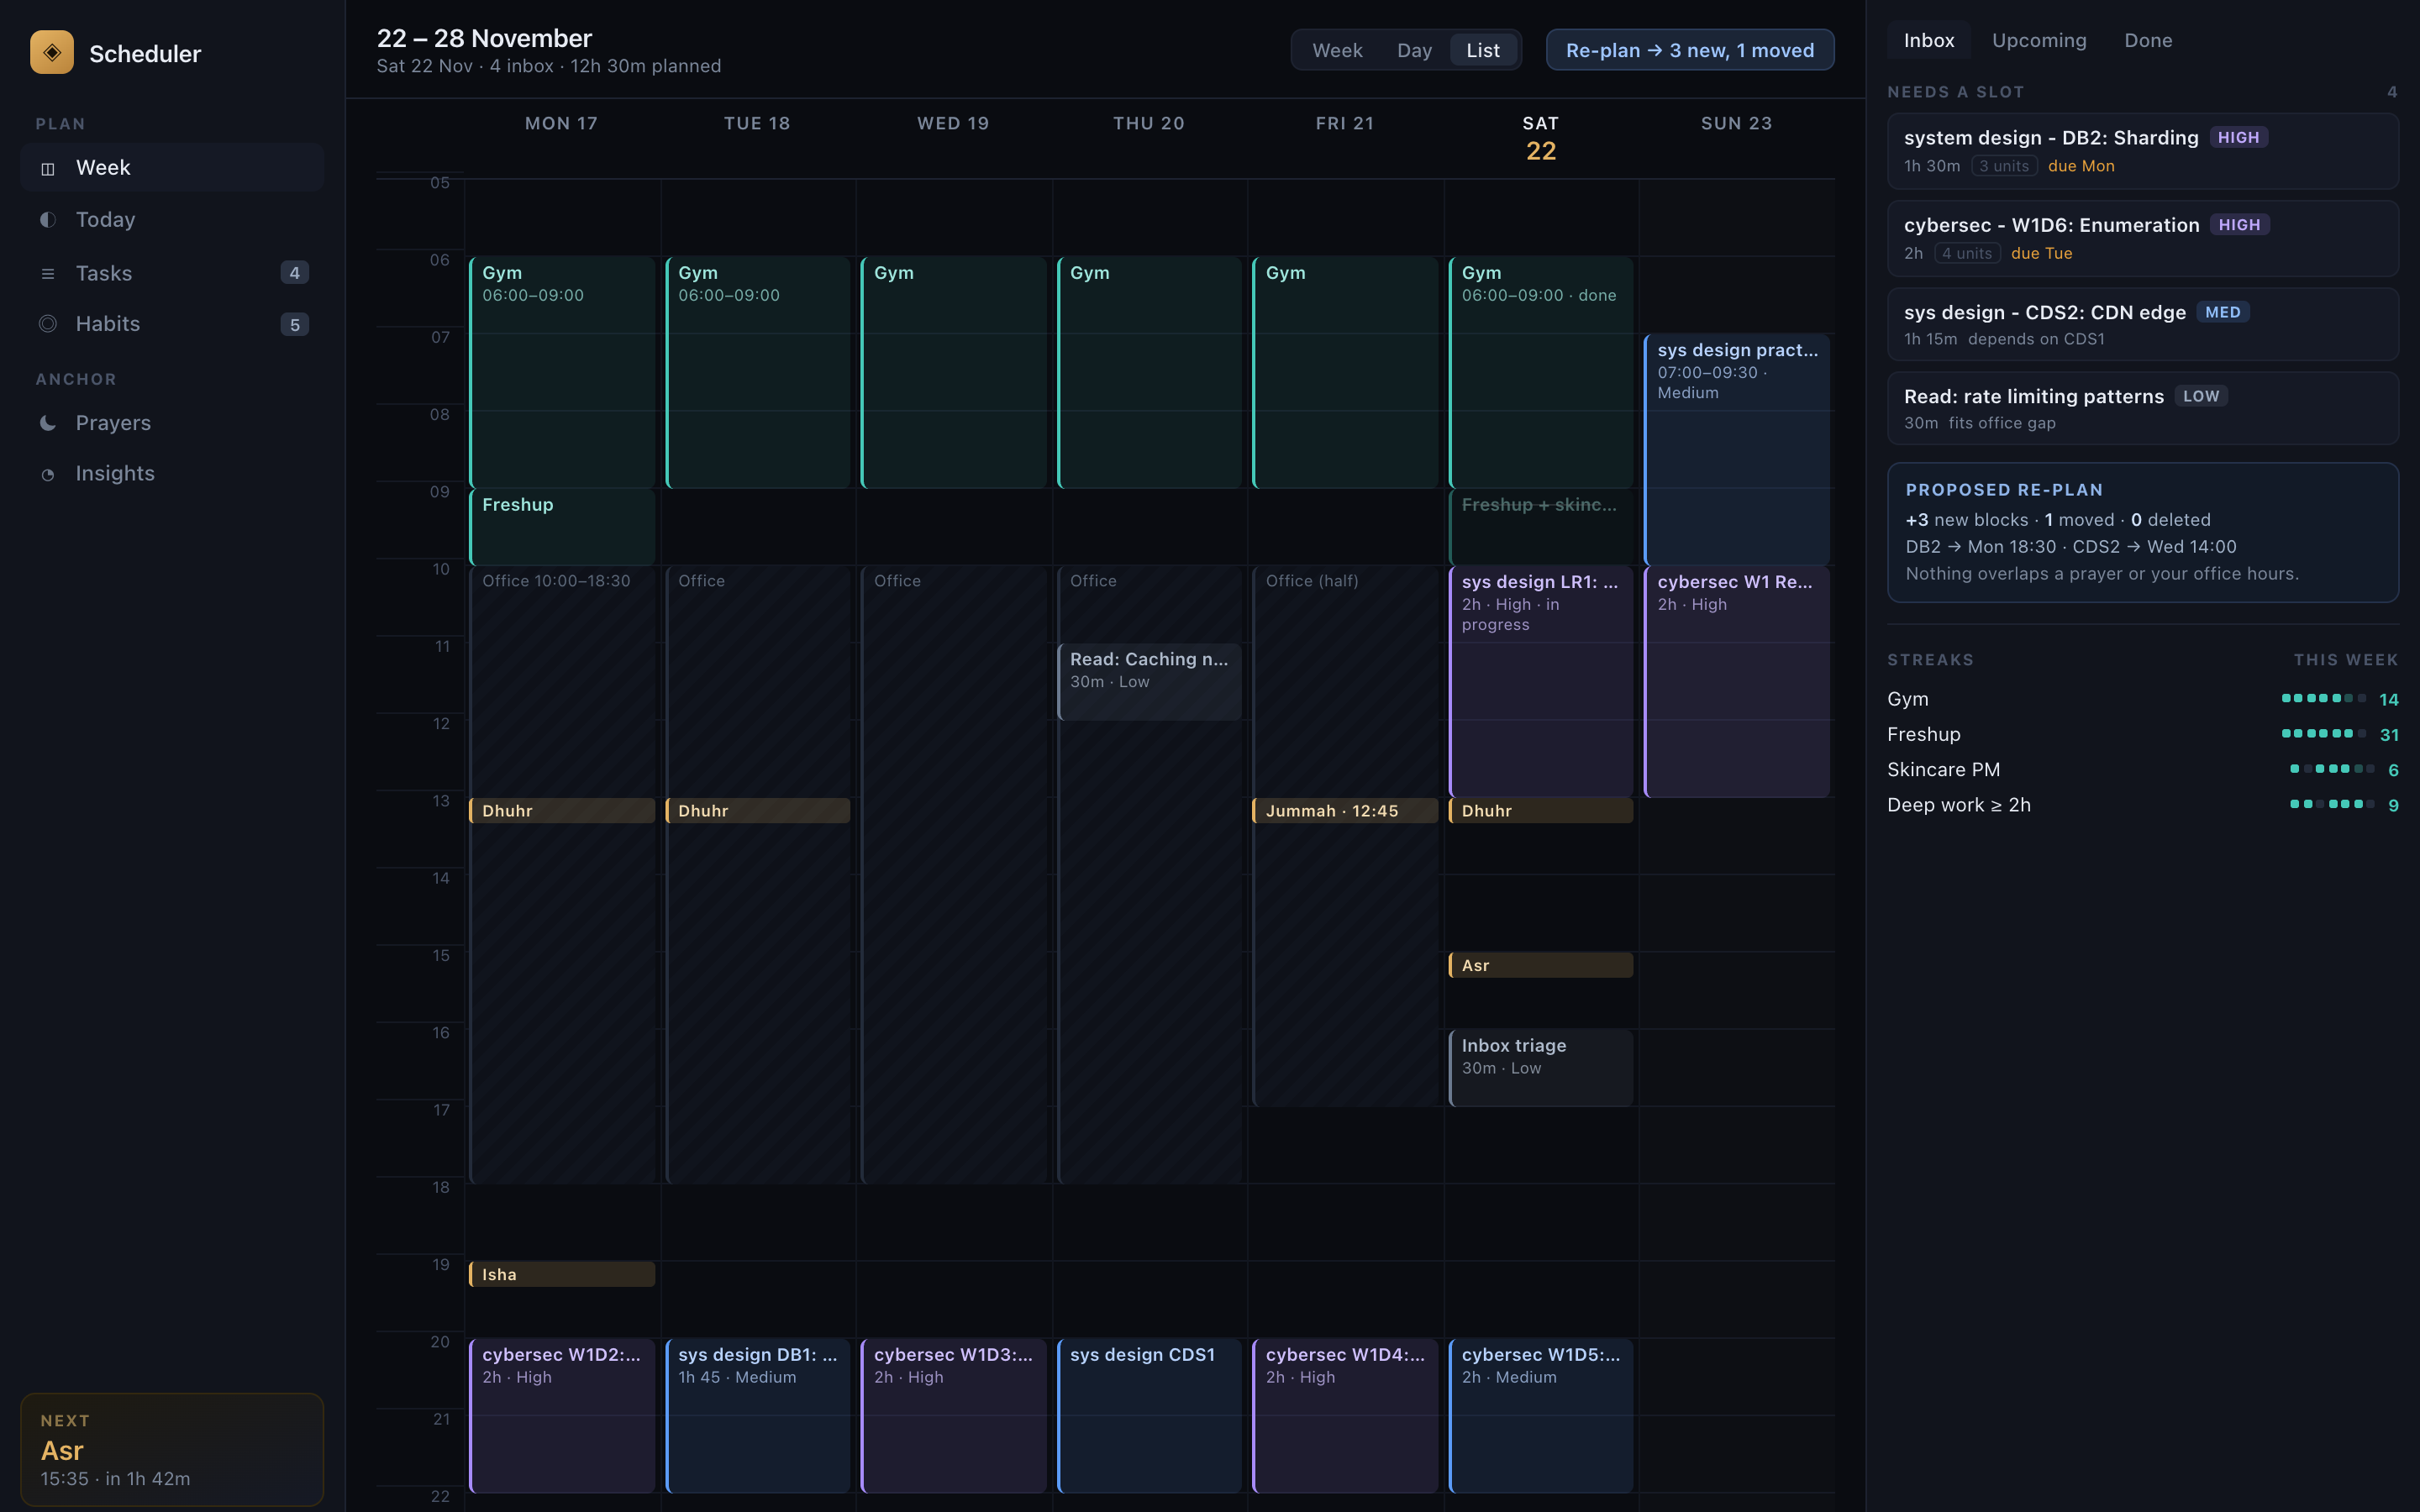 Scheduler
PLAN
Week
Today
Tasks 4
Habits 5
ANCHOR
Prayers
Insights
NEXT
Asr
15:35 · in 1h 42m
22 – 28 November
Sat 22 Nov · 4 inbox · 12h 30m planned
Week Day List
Re-plan → 3 new, 1 moved
MON 17 TUE 18 WED 19 THU 20 FRI 21 SAT 22 SUN 23
05
06
07
08
09
10
11
12
13
14
15
16
17
18
19
20
21
22
Gym
06:00–09:00
Freshup
Office 10:00–18:30
Dhuhr
Isha
cybersec W1D2:...
2h · High
Gym
06:00–09:00
Office
Dhuhr
sys design DB1: ...
1h 45 · Medium
Gym
Office
cybersec W1D3:...
2h · High
Gym
Office
Read: Caching n...
30m · Low
sys design CDS1
Gym
Office (half)
Jummah · 12:45
cybersec W1D4:...
2h · High
Gym
06:00–09:00 · done
Freshup + skinc...
sys design LR1: ...
2h · High · in
progress
Dhuhr
Asr
Inbox triage
30m · Low
cybersec W1D5:...
2h · Medium
sys design pract...
07:00–09:30 ·
Medium
cybersec W1 Re...
2h · High
Inbox Upcoming Done
NEEDS A SLOT 4
system design - DB2: Sharding HIGH
1h 30m 3 units due Mon
cybersec - W1D6: Enumeration HIGH
2h 4 units due Tue
sys design - CDS2: CDN edge MED
1h 15m depends on CDS1
Read: rate limiting patterns LOW
30m fits office gap
PROPOSED RE-PLAN
+3 new blocks · 1 moved · 0 deleted
DB2 → Mon 18:30 · CDS2 → Wed 14:00
Nothing overlaps a prayer or your office hours.
STREAKS THIS WEEK
Gym 14
Freshup 31
Skincare PM 6
Deep work ≥ 2h 9